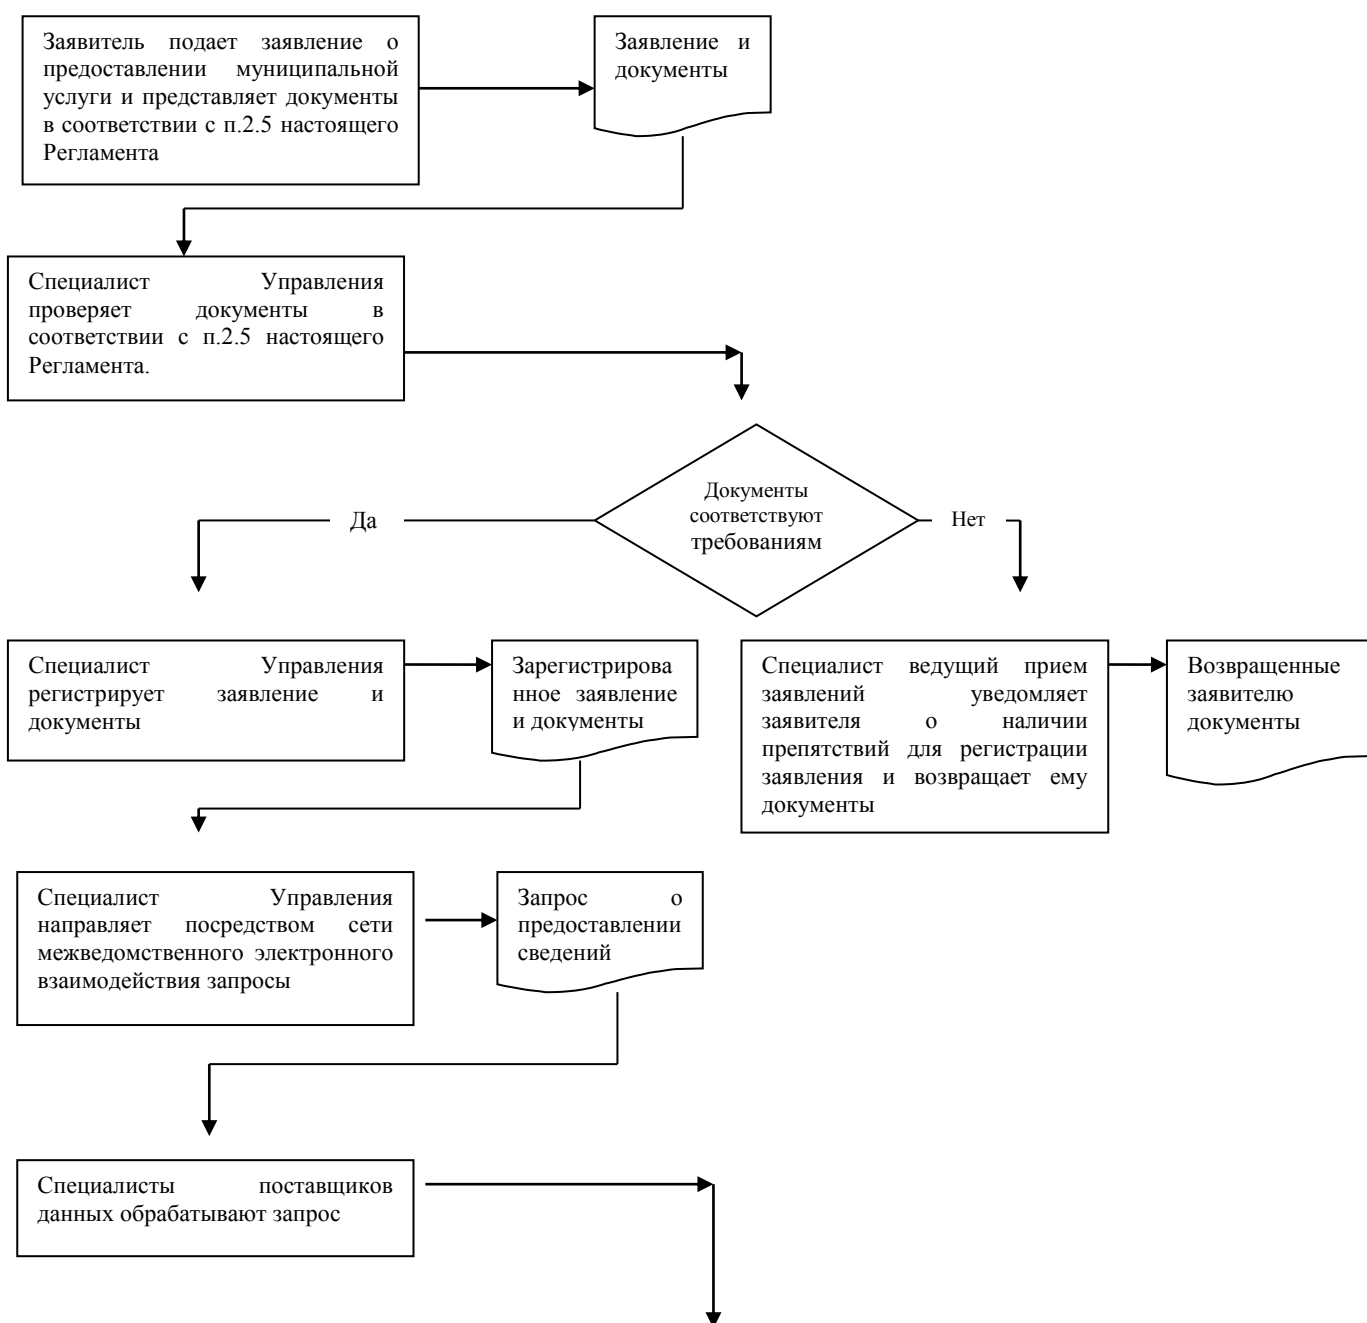 Заявитель подает заявление о
предоставлении муниципальной
услуги и представляет документы
в соответствии с п.2.5 настоящего
Регламента
Заявление и
документы
Специалист Управления
проверяет документы в
соответствии с п.2.5 настоящего
Регламента.
Документы
соответствуют
требованиям
Да
Нет
Специалист Управления
регистрирует заявление и
документы
Зарегистрирова
нное заявление
и документы
Специалист ведущий прием
заявлений уведомляет
заявителя о наличии
препятствий для регистрации
заявления и возвращает ему
документы
Возвращенные
заявителю
документы
Специалист Управления
направляет посредством сети
межведомственного электронного
взаимодействия запросы
Запрос о
предоставлении
сведений
Специалисты поставщиков
данных обрабатывают запрос